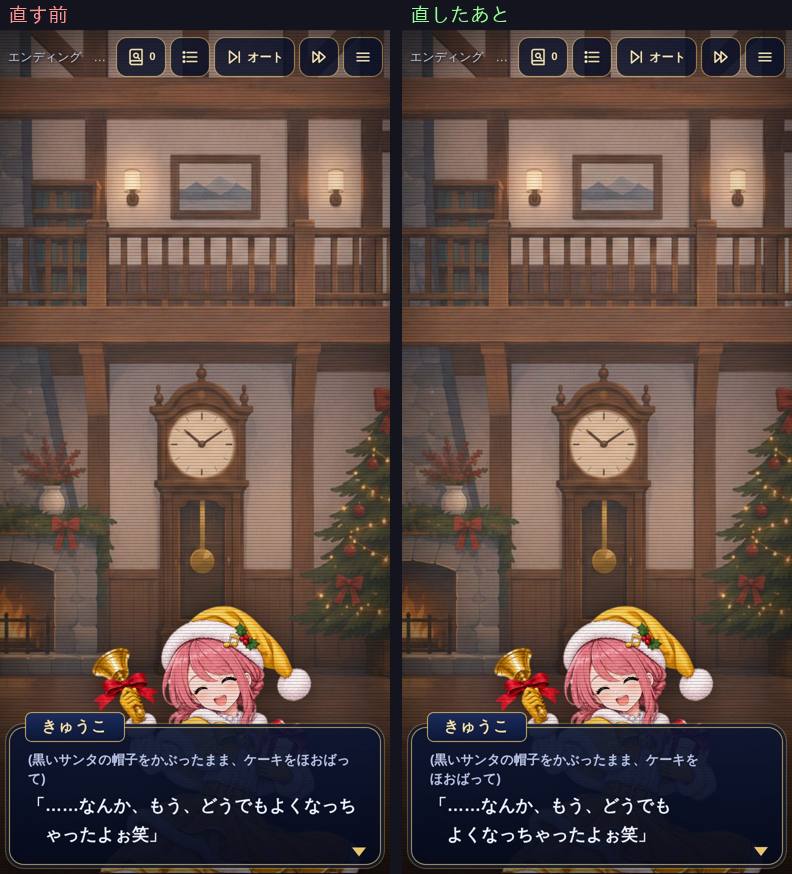 直す前
エンディング …
0
オート
きゅうこ
(黒いサンタの帽子をかぶったまま、ケーキをほおばっ
て)
「……なんか、もう、どうでもよくなっち
ゃったよぉ笑」
直したあと
エンディング …
0
オート
きゅうこ
(黒いサンタの帽子をかぶったまま、ケーキを
ほおばって)
「……なんか、もう、どうでも
よくなっちゃったよぉ笑」